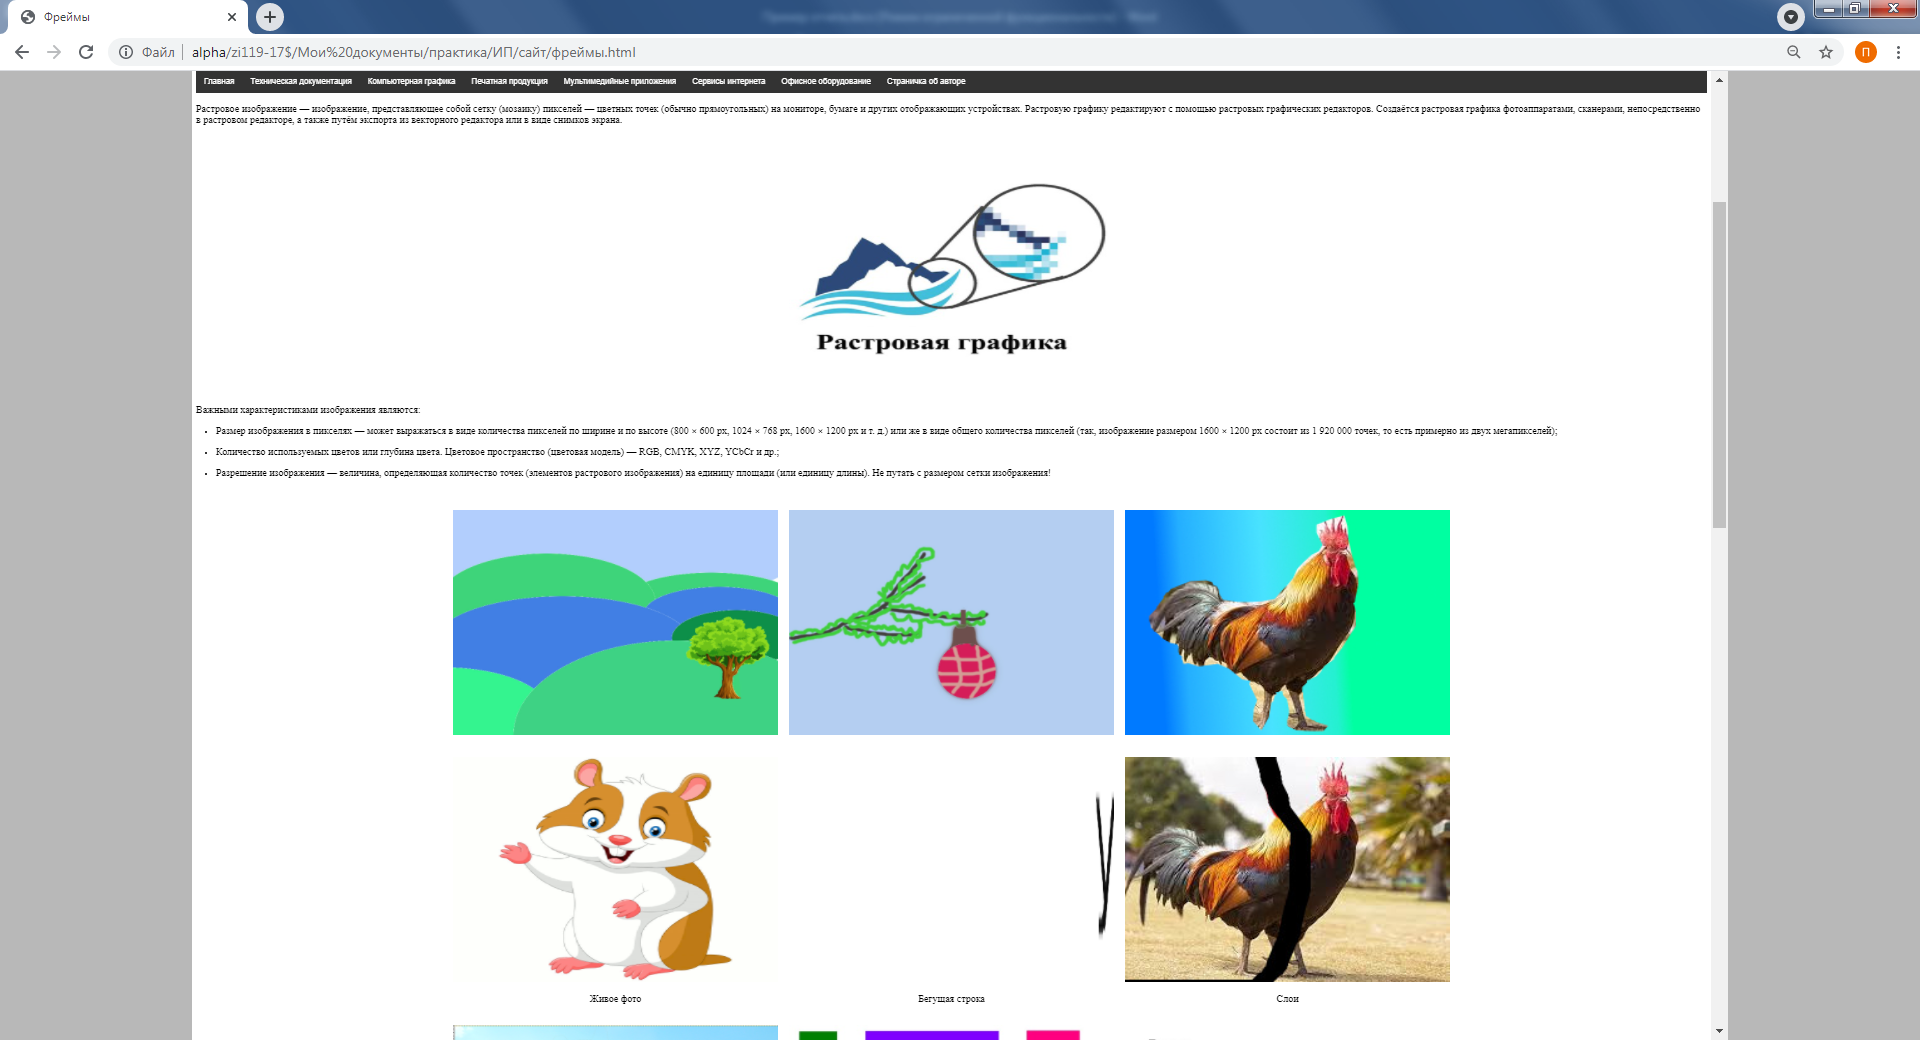 Фреймы
Файл
alpha/zi119-17$/Мои%20документы/практика/ИП/сайт/фреймы.html
П
Главная Техническая документация Компьютерная графика Печатная продукция Мультимедийные приложения Сервисы интернета Офисное оборудование Страничка об авторе
Растровое изображение — изображение, представляющее собой сетку (мозаику) пикселей — цветных точек (обычно прямоугольных) на мониторе, бумаге и других отображающих устройствах. Растровую графику редактируют с помощью растровых графических редакторов. Создаётся растровая графика фотоаппаратами, сканерами, непосредственно
в растровом редакторе, а также путём экспорта из векторного редактора или в виде снимков экрана.
Растровая графика
Важными характеристиками изображения являются:
• Размер изображения в пикселях — может выражаться в виде количества пикселей по ширине и по высоте (800 × 600 px, 1024 × 768 px, 1600 × 1200 px и т. д.) или же в виде общего количества пикселей (так, изображение размером 1600 × 1200 px состоит из 1 920 000 точек, то есть примерно из двух мегапикселей);
• Количество используемых цветов или глубина цвета. Цветовое пространство (цветовая модель) — RGB, CMYK, XYZ, YCbCr и др.;
• Разрешение изображения — величина, определяющая количество точек (элементов растрового изображения) на единицу площади (или единицу длины). Не путать с размером сетки изображения!
Живое фото Бегущая строка Слои